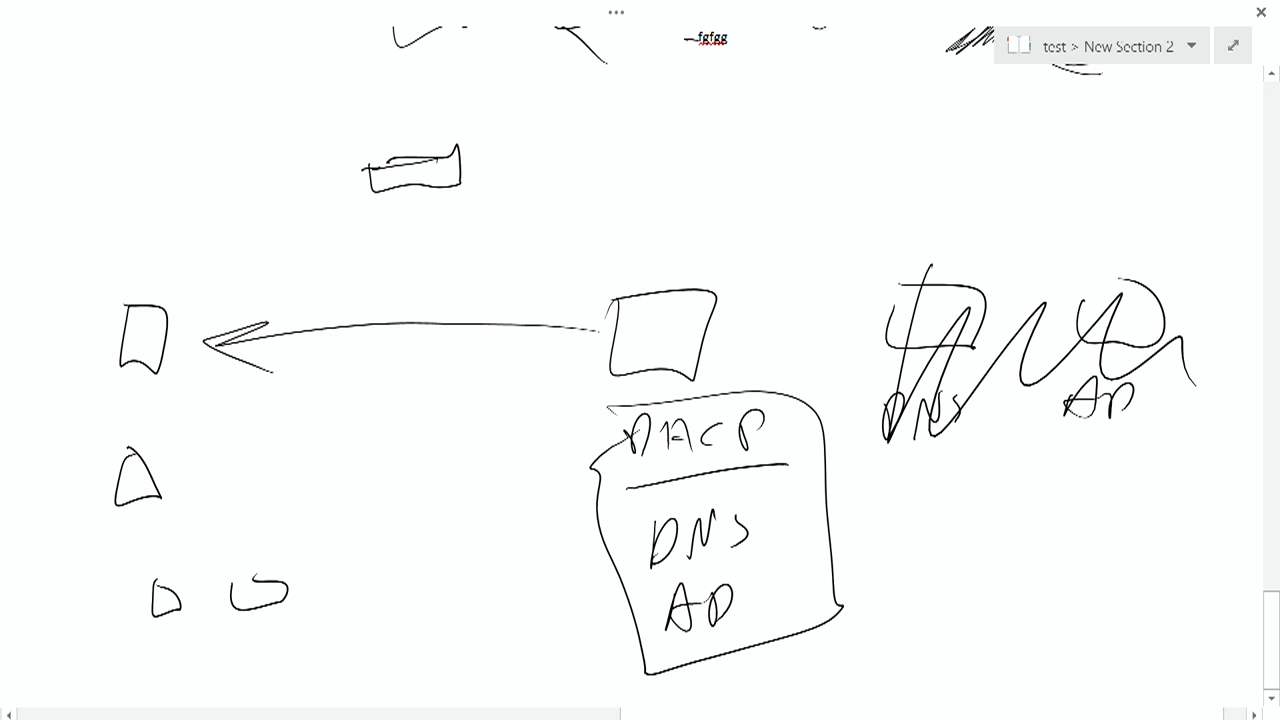 –fgfgg
test > New Section 2
DNS
AD
DHCP
DNS
AD